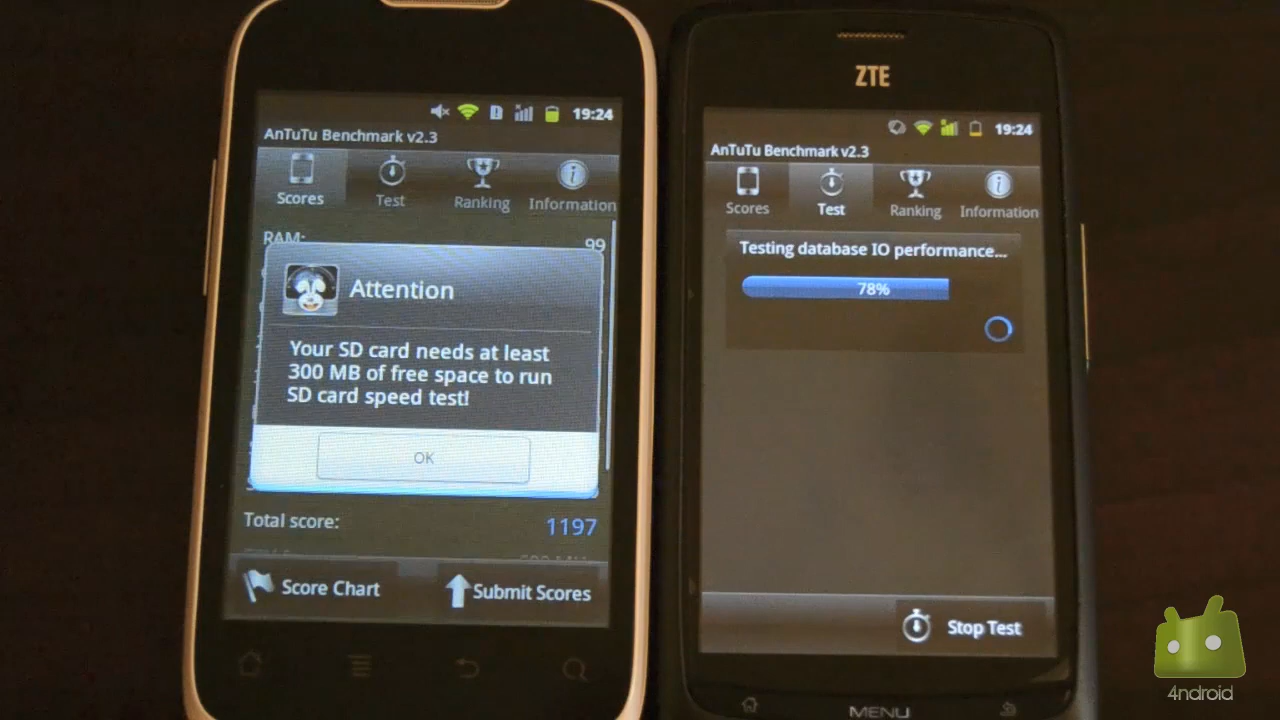 19:24
AnTuTu Benchmark v2.3
Scores
Test
Ranking
Information
RAM:
99
Attention
Your SD card needs at least
300 MB of free space to run
SD card speed test!
OK
Total score:
1197
Score Chart
Submit Scores
ZTE
19:24
AnTuTu Benchmark v2.3
Scores
Test
Ranking
Information
Testing database IO performance...
78%
Stop Test
MENU
4ndroid